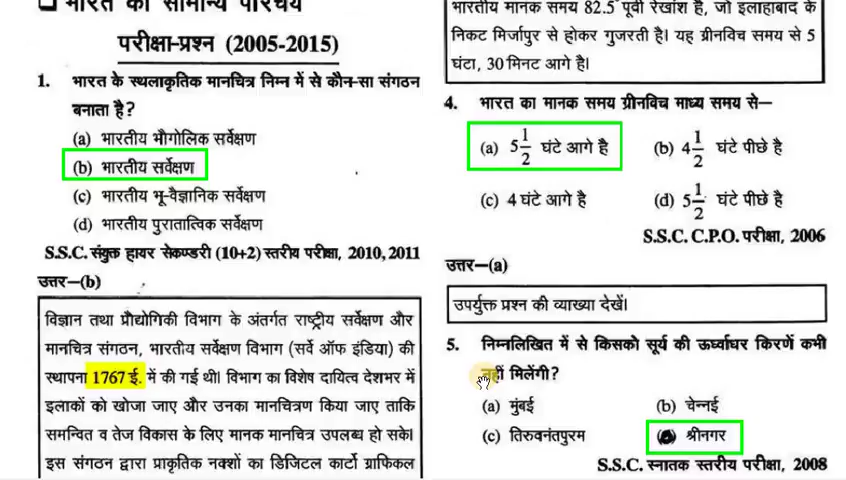 भारत का सामान्य परिचय
परीक्षा-प्रश्न (2005-2015)
1. भारत के स्थलाकृतिक मानचित्र निम्न में से कौन-सा संगठन
बनाता है?
(a) भारतीय भौगोलिक सर्वेक्षण
(b) भारतीय सर्वेक्षण
(c) भारतीय भू-वैज्ञानिक सर्वेक्षण
(d) भारतीय पुरातात्विक सर्वेक्षण
S.S.C. संयुक्त हायर सेकण्डरी (10+2) स्तरीय परीक्षा, 2010, 2011
उत्तर—(b)
विज्ञान तथा प्रौद्योगिकी विभाग के अंतर्गत राष्ट्रीय सर्वेक्षण और
मानचित्र संगठन, भारतीय सर्वेक्षण विभाग (सर्वे ऑफ इंडिया) की
स्थापना 1767 ई. में की गई थी। विभाग का विशेष दायित्व देशभर में
इलाकों को खोजा जाए और उनका मानचित्रण किया जाए ताकि
समन्वित व तेज विकास के लिए मानक मानचित्र उपलब्ध हो सके।
इस संगठन द्वारा प्राकृतिक नक्शों का डिजिटल कार्टो ग्राफिकल
भारतीय मानक समय 82.5° पूर्वी रेखांश है, जो इलाहाबाद के
निकट मिर्जापुर से होकर गुजरती है। यह ग्रीनविच समय से 5
घंटा, 30 मिनट आगे है।
4. भारत का मानक समय ग्रीनविच माध्य समय से—
(a) 5 1/2 घंटे आगे है (b) 4 1/2 घंटे पीछे है
(c) 4 घंटे आगे है (d) 5 1/2 घंटे पीछे है
S.S.C. C.P.O. परीक्षा, 2006
उत्तर—(a)
उपर्युक्त प्रश्न की व्याख्या देखें।
5. निम्नलिखित में से किसको सूर्य की ऊर्ध्वाधर किरणें कभी
नहीं मिलेंगी?
(a) मुंबई (b) चेन्नई
(c) तिरुवनंतपुरम श्रीनगर
S.S.C. स्नातक स्तरीय परीक्षा, 2008